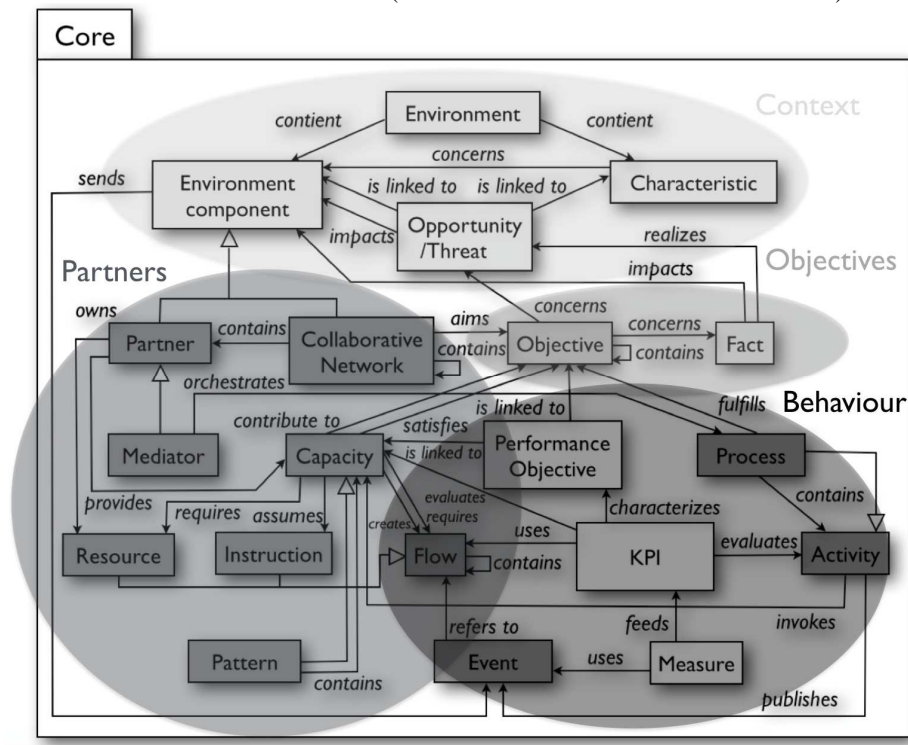 Core
Context
Environment
contient
contient
concerns
sends
Environment
component
is linked to
is linked to
Characteristic
Opportunity
/Threat
impacts
realizes
Objectives
impacts
Partners
concerns
owns
Partner
contains
Collaborative
Network
aims
contains
Objective
concerns
contains
Fact
orchestrates
is linked to
fulfills
Behaviour
contribute to
satisfies
Mediator
Capacity
is linked to
Performance
Objective
Process
provides
requires
assumes
creates
evaluates
requires
characterizes
contains
Resource
Instruction
Flow
uses
contains
KPI
evaluates
Activity
invokes
refers to
feeds
Pattern
contains
Event
uses
Measure
publishes